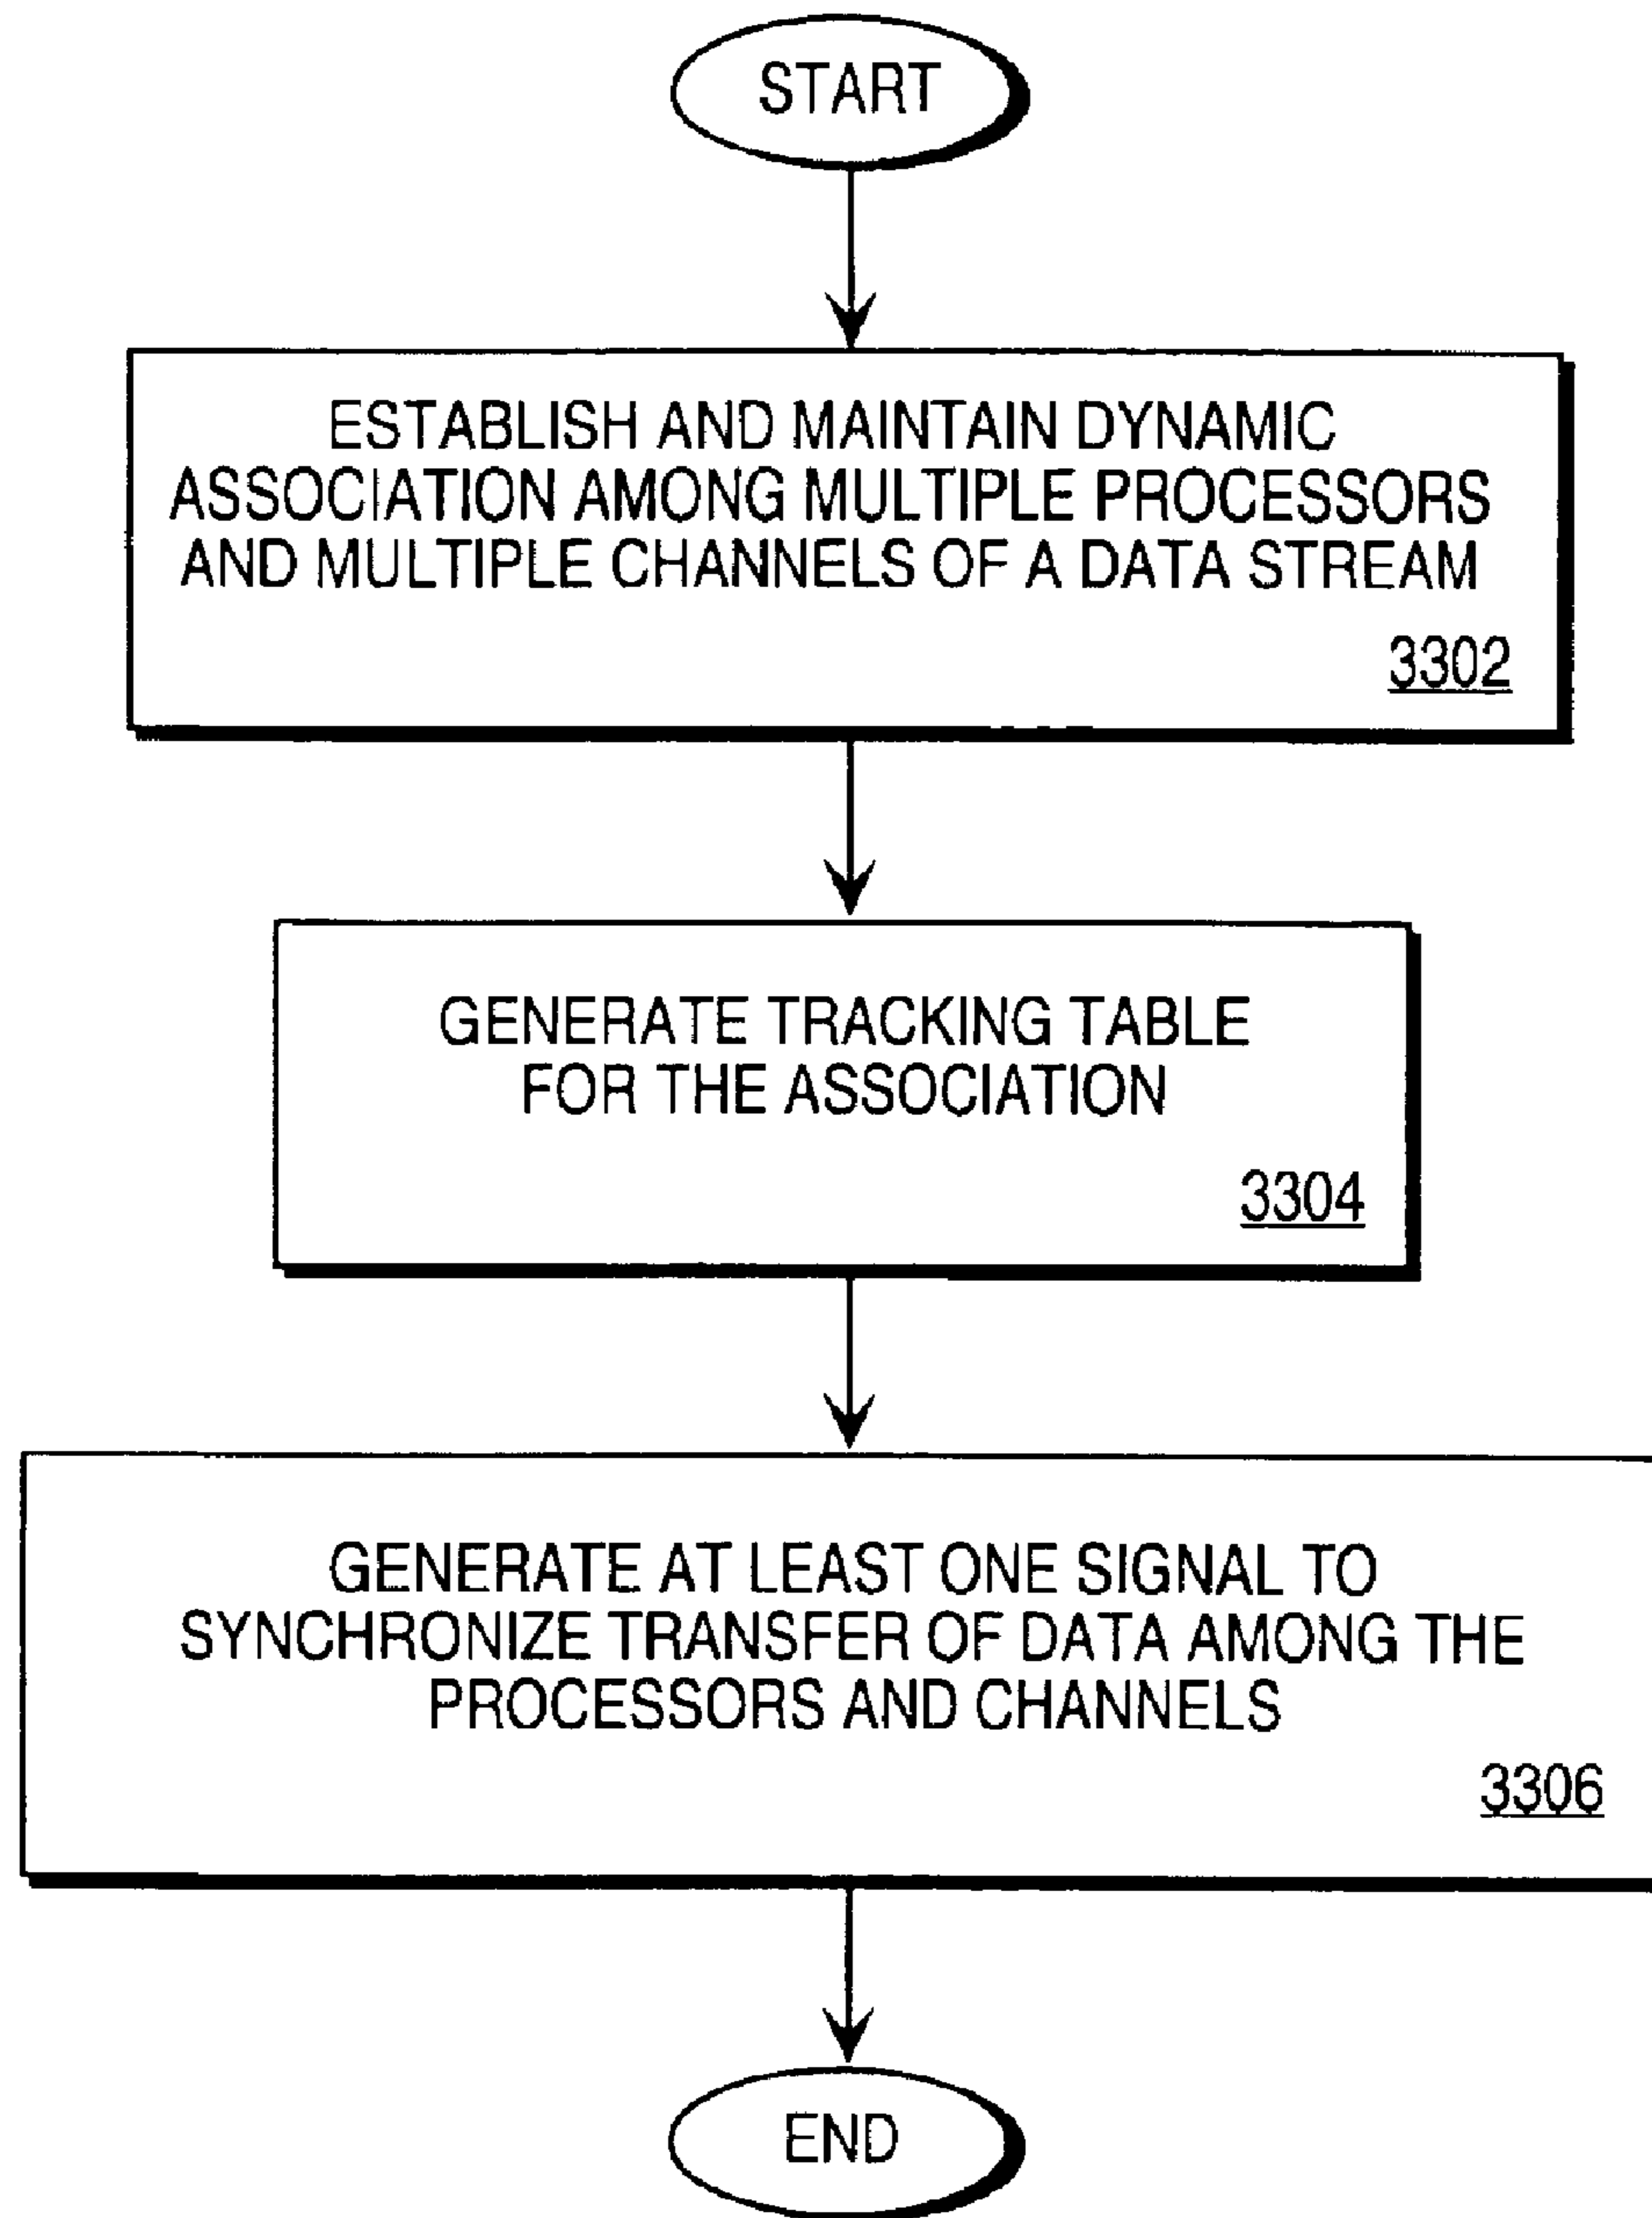 START
ESTABLISH AND MAINTAIN DYNAMIC
ASSOCIATION AMONG MULTIPLE PROCESSORS
AND MULTIPLE CHANNELS OF A DATA STREAM
3302
GENERATE TRACKING TABLE
FOR THE ASSOCIATION
3304
GENERATE AT LEAST ONE SIGNAL TO
SYNCHRONIZE TRANSFER OF DATA AMONG THE
PROCESSORS AND CHANNELS
3306
END